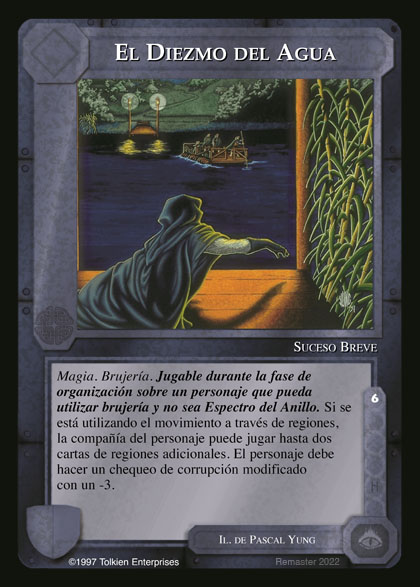 El Diezmo del Agua
Suceso Breve
Magia. Brujería. Jugable durante la fase de
organización sobre un personaje que pueda
utilizar brujería y no sea Espectro del Anillo. Si se
está utilizando el movimiento a través de regiones,
la compañía del personaje puede jugar hasta dos
cartas de regiones adicionales. El personaje debe
hacer un chequeo de corrupción modificado
con un -3.
6
H
Il. de Pascal Yung
©1997 Tolkien Enterprises
Remaster 2022